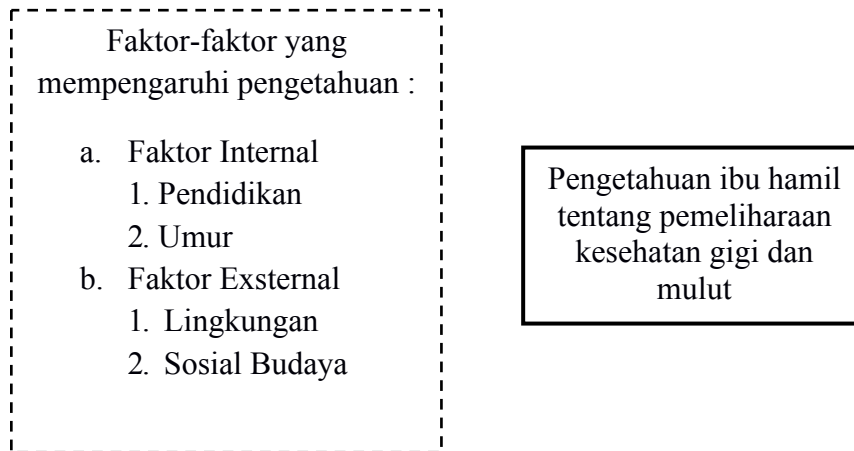 Faktor-faktor yang
mempengaruhi pengetahuan :
a. Faktor Internal
1. Pendidikan
2. Umur
b. Faktor Exsternal
1. Lingkungan
2. Sosial Budaya
Pengetahuan ibu hamil
tentang pemeliharaan
kesehatan gigi dan
mulut